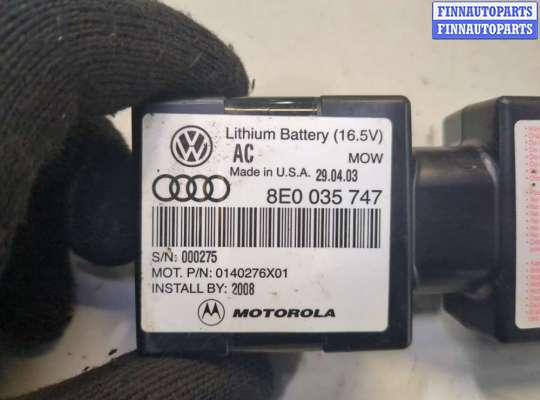 FINNAUTOPARTS
FINNAUTOPARTS
Lithium Battery (16.5V)
AC MOW
Made in U.S.A. 29.04.03
8E0 035 747
S/N: 000275
MOT. P/N: 0140276X01
INSTALL BY: 2008
MOTOROLA